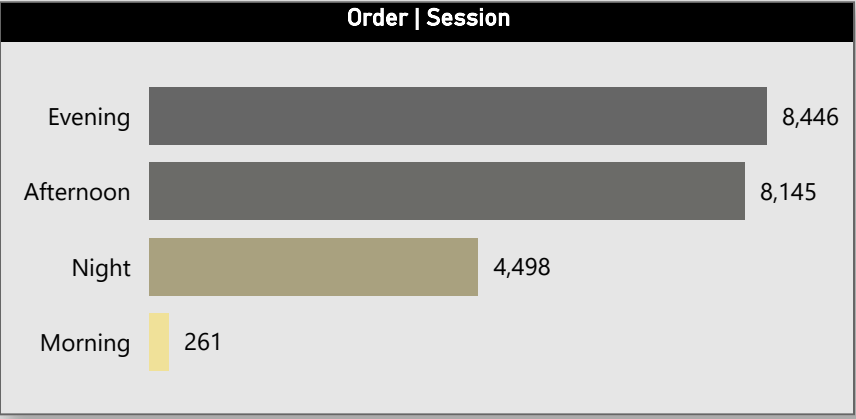 Order | Session
Evening 8,446
Afternoon 8,145
Night 4,498
Morning 261